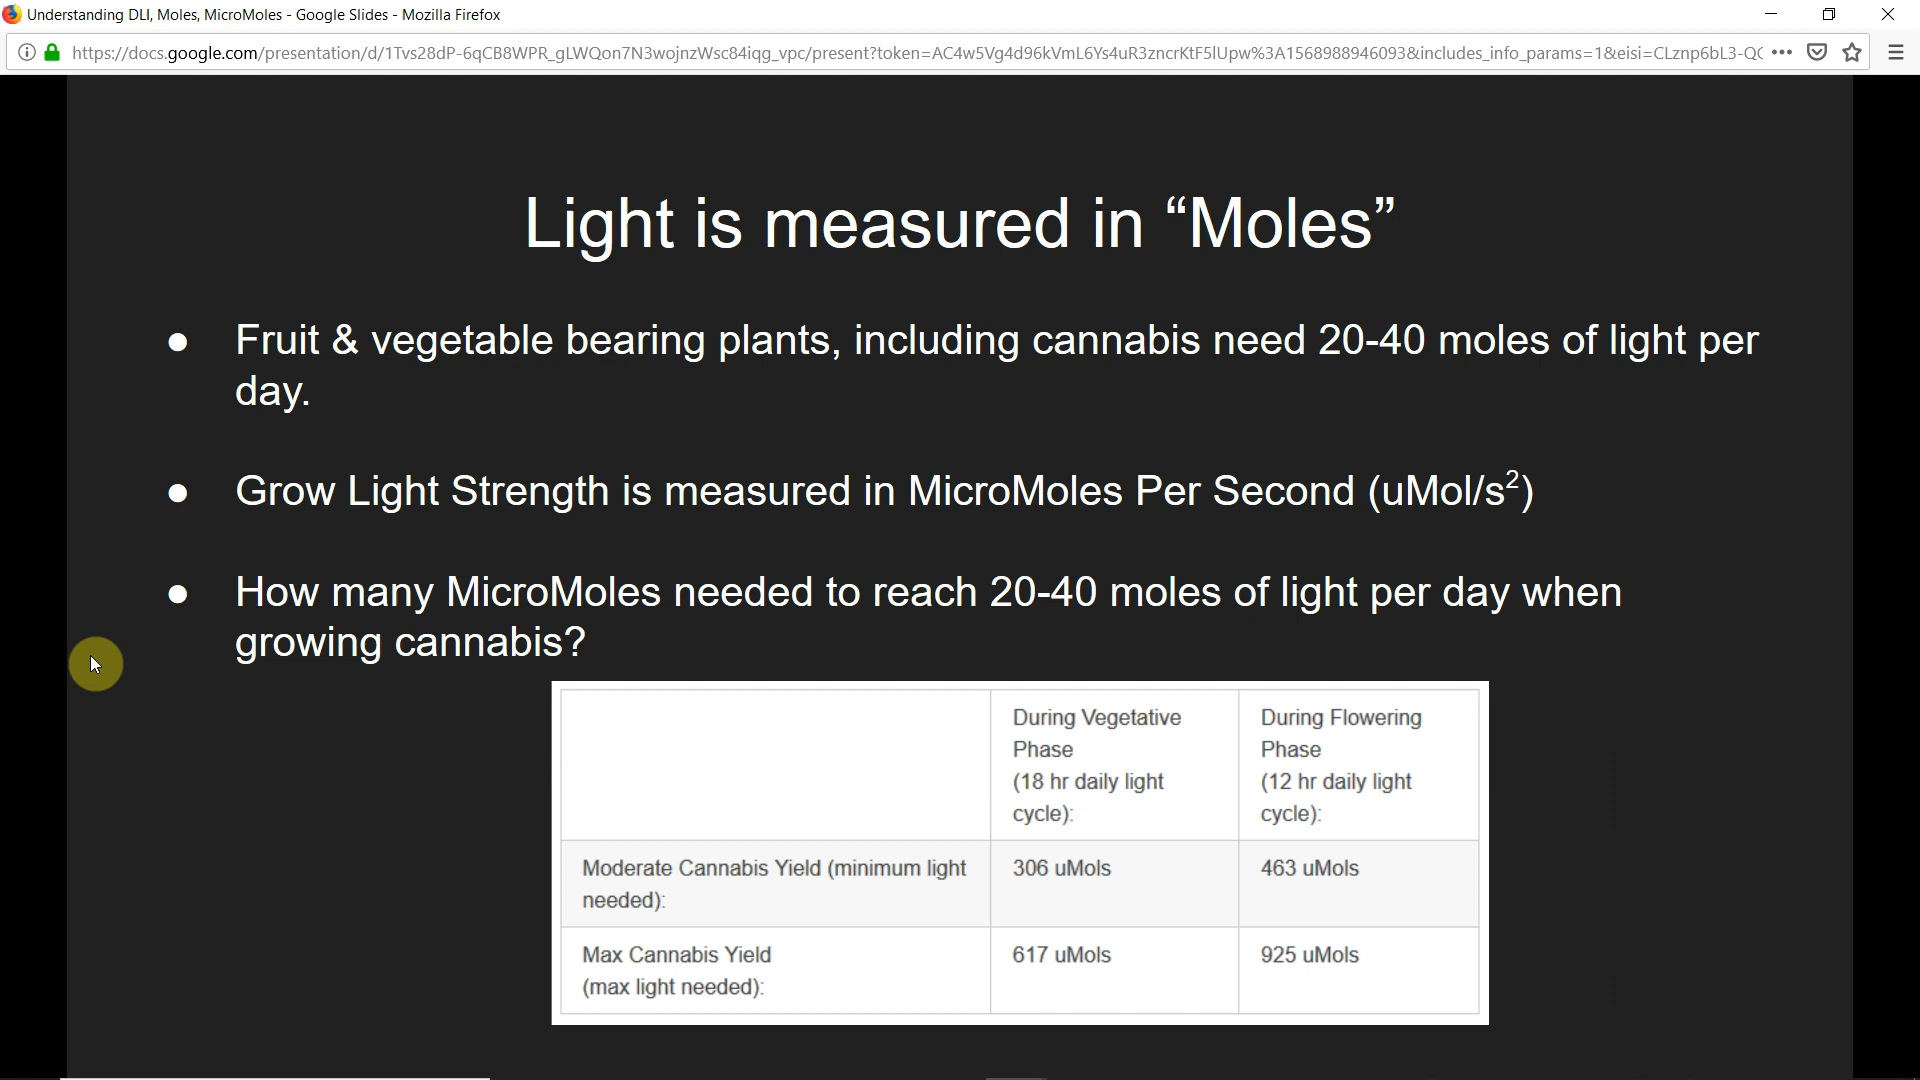 Understanding DLI, Moles, MicroMoles - Google Slides - Mozilla Firefox
https://docs.google.com/presentation/d/1Tvs28dP-6qCB8WPR_gLWQon7N3wojnzWsc84iqg_vpc/present?token=AC4w5Vg4d96kVmL6Ys4uR3zncrKtF5lUpw%3A1568988946093&includes_info_params=1&eisi=CLznp6bL3-QC
Light is measured in “Moles”
● Fruit & vegetable bearing plants, including cannabis need 20-40 moles of light per
day.
● Grow Light Strength is measured in MicroMoles Per Second (uMol/s²)
● How many MicroMoles needed to reach 20-40 moles of light per day when
growing cannabis?
During Vegetative
Phase
(18 hr daily light
cycle):
During Flowering
Phase
(12 hr daily light
cycle):
Moderate Cannabis Yield (minimum light
needed):
306 uMols
463 uMols
Max Cannabis Yield
(max light needed):
617 uMols
925 uMols